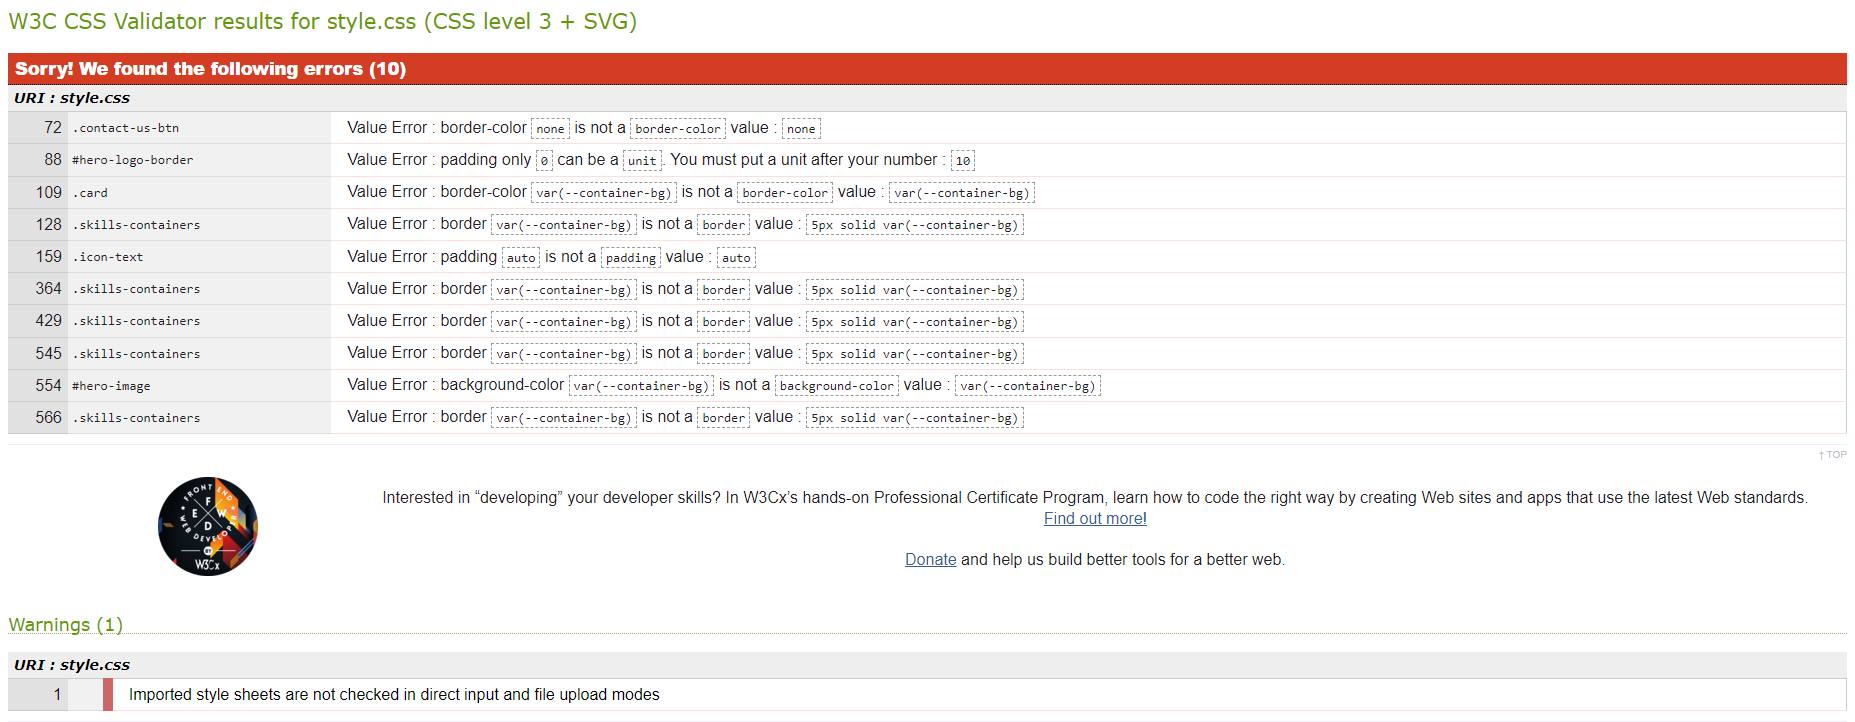 W3C CSS Validator results for style.css (CSS level 3 + SVG)
Sorry! We found the following errors (10)
URI : style.css
72 .contact-us-btn Value Error : border-color none is not a border-color value : none
88 #hero-logo-border Value Error : padding only 0 can be a unit. You must put a unit after your number : 10
109 .card Value Error : border-color var(--container-bg) is not a border-color value : var(--container-bg)
128 .skills-containers Value Error : border var(--container-bg) is not a border value : 5px solid var(--container-bg)
159 .icon-text Value Error : padding auto is not a padding value : auto
364 .skills-containers Value Error : border var(--container-bg) is not a border value : 5px solid var(--container-bg)
429 .skills-containers Value Error : border var(--container-bg) is not a border value : 5px solid var(--container-bg)
545 .skills-containers Value Error : border var(--container-bg) is not a border value : 5px solid var(--container-bg)
554 #hero-image Value Error : background-color var(--container-bg) is not a background-color value : var(--container-bg)
566 .skills-containers Value Error : border var(--container-bg) is not a border value : 5px solid var(--container-bg)
↑ TOP
FRONT END
F
E W
D
WEB DEVELOPER
BY
W3Cx
Interested in “developing” your developer skills? In W3Cx’s hands-on Professional Certificate Program, learn how to code the right way by creating Web sites and apps that use the latest Web standards.
Find out more!
Donate and help us build better tools for a better web.
Warnings (1)
URI : style.css
1 Imported style sheets are not checked in direct input and file upload modes